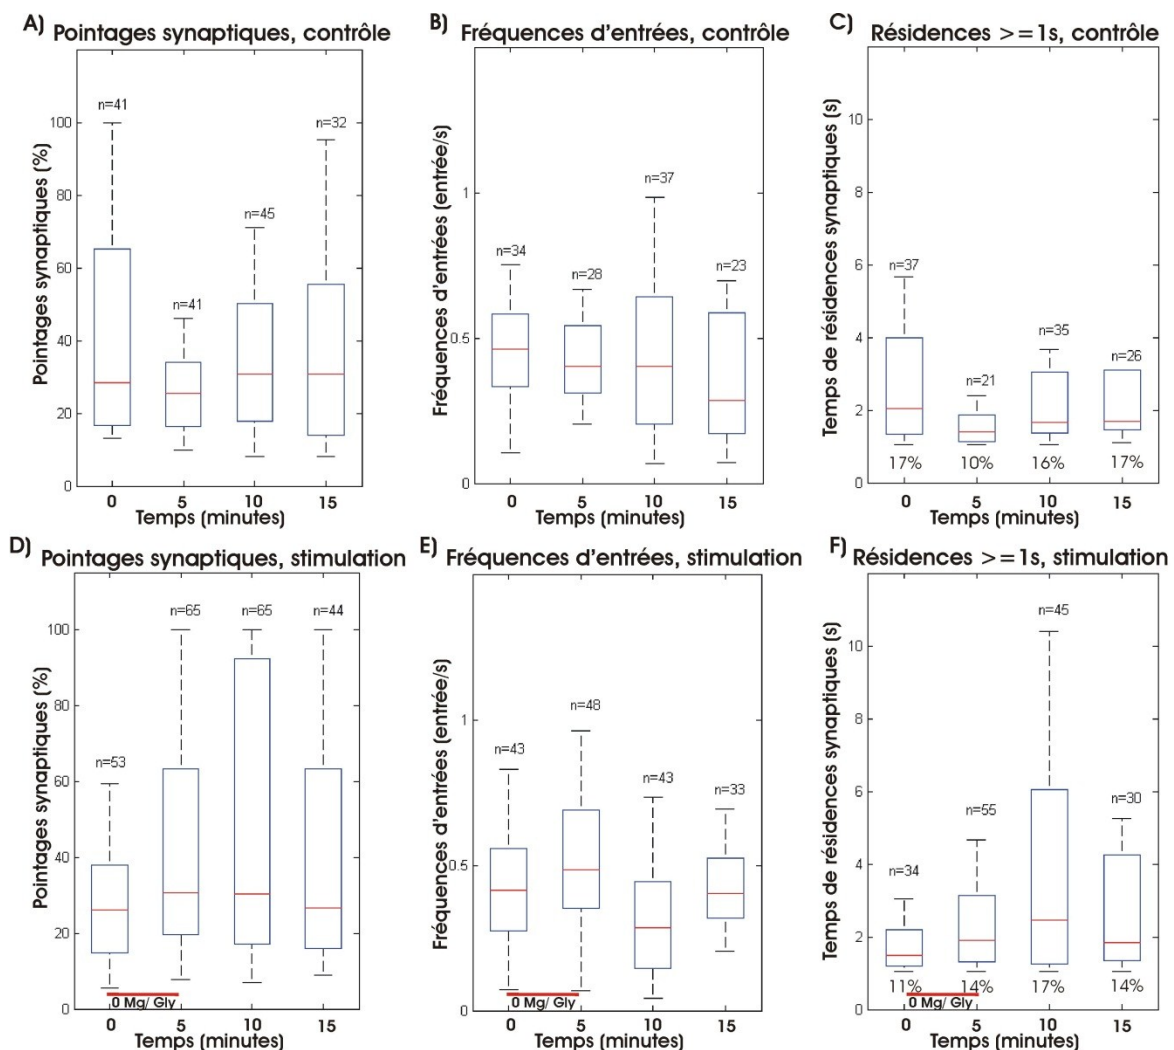 A) Pointages synaptiques, contrôle
n=41
n=41
n=45
n=32
Pointages synaptiques (%)
100
80
60
40
20
0
0 5 10 15
Temps (minutes)
B) Fréquences d'entrées, contrôle
n=34
n=28
n=37
n=23
Fréquences d'entrées (entrée/s)
1
0.5
0
0 5 10 15
Temps (minutes)
C) Résidences >=1s, contrôle
n=37
n=21
n=35
n=26
Temps de résidences synaptiques (s)
10
8
6
4
2
0
17% 10% 16% 17%
0 5 10 15
Temps (minutes)
D) Pointages synaptiques, stimulation
n=53
n=65
n=65
n=44
Pointages synaptiques (%)
100
80
60
40
20
0
0 Mg/ Gly
0 5 10 15
Temps (minutes)
E) Fréquences d'entrées, stimulation
n=43
n=48
n=43
n=33
Fréquences d'entrées (entrée/s)
1
0.5
0
0 Mg/ Gly
0 5 10 15
Temps (minutes)
F) Résidences >=1s, stimulation
n=34
n=55
n=45
n=30
Temps de résidences synaptiques (s)
10
8
6
4
2
0
11% 14% 17% 14%
0 Mg/ Gly
0 5 10 15
Temps (minutes)